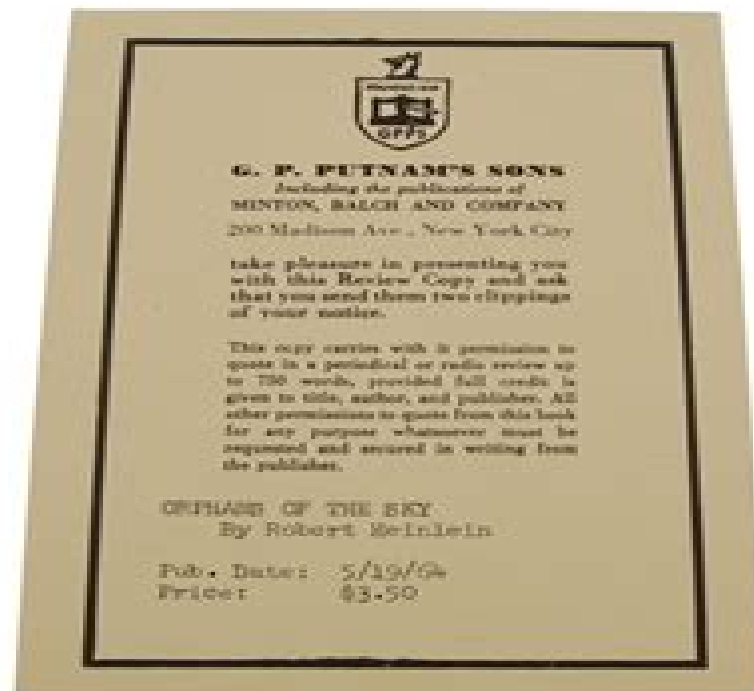 GPPS
G. P. PUTNAM'S SONS
Including the publications of
MINTON, BALCH AND COMPANY
200 Madison Ave., New York City
take pleasure in presenting you
with this Review Copy and ask
that you send them two clippings
of your notice.
This copy carries with it permission to
quote in a periodical or radio review up
to 750 words, provided full credit is
given to title, author, and publisher. All
other permissions to quote from this book
for any purpose whatsoever must be
requested and secured in writing from
the publisher.
ORPHANS OF THE SKY
By Robert Heinlein
Pub. Date: 5/19/64
Price: $3.50